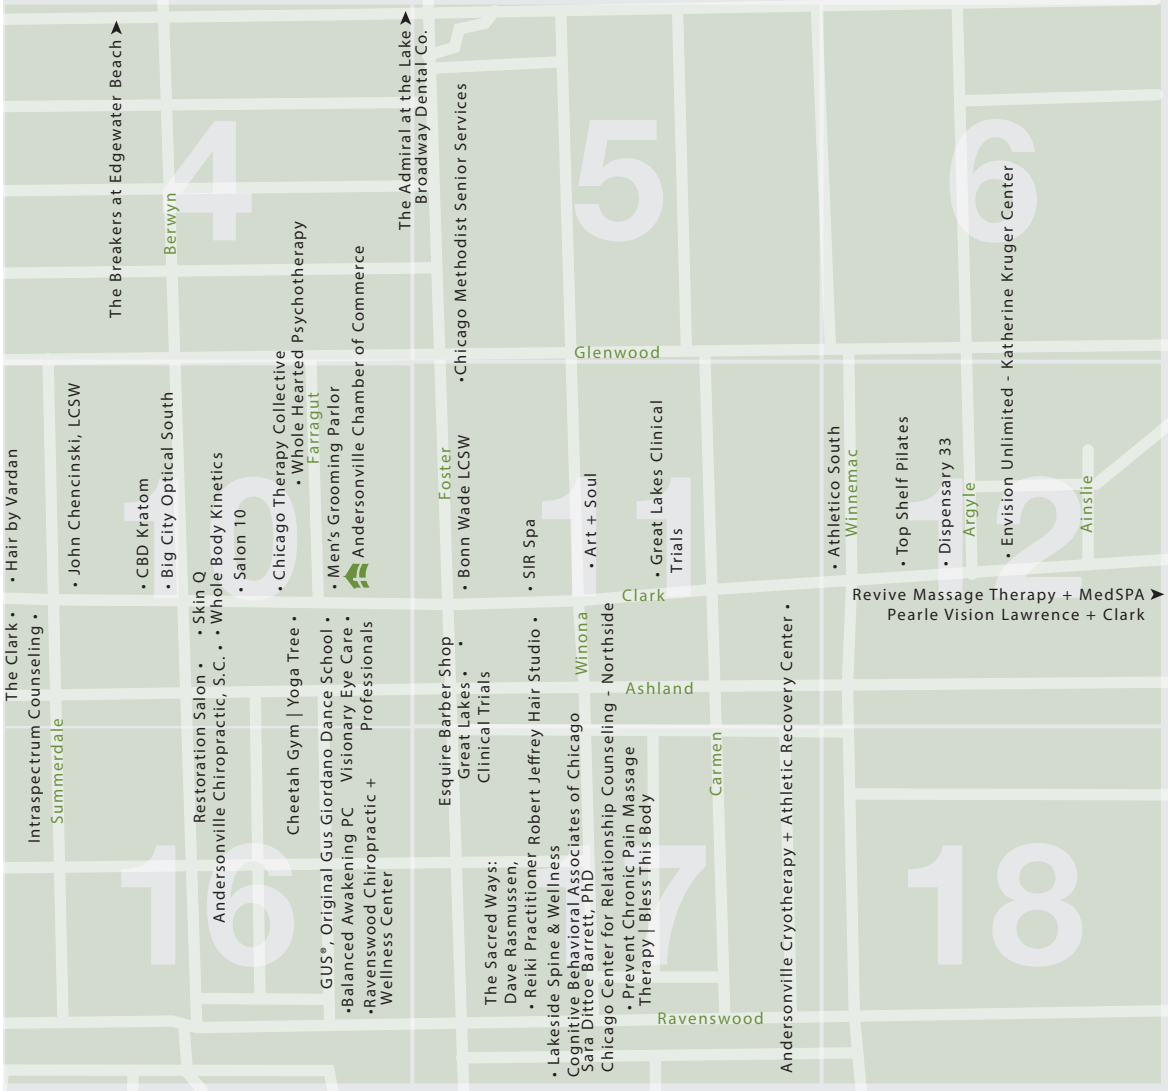 The Breakers at Edgewater Beach ➤
The Admiral at the Lake ➤
Broadway Dental Co.
4
5
6
Berwyn
• Chicago Methodist Senior Services
Glenwood
• Hair by Vardan
• John Chencinski, LCSW
• CBD Kratom
• Big City Optical South
• Whole Body Kinetics
• Skin Q
• Salon 10
• Chicago Therapy Collective
• Whole Hearted Psychotherapy
Farragut
• Men's Grooming Parlor
Andersonville Chamber of Commerce
Foster
• Bonn Wade LCSW
• SIR Spa
• Art + Soul
• Great Lakes Clinical
Trials
• Athletico South
Winnemac
• Top Shelf Pilates
• Dispensary 33
Argyle
• Envision Unlimited - Katherine Kruger Center
Ainslie
10
11
12
Clark
Revive Massage Therapy + MedSPA ➤
Pearle Vision Lawrence + Clark
The Clark •
Intraspectrum Counseling •
Summerdale
Restoration Salon •
Andersonville Chiropractic, S.C. •
Cheetah Gym | Yoga Tree •
GUS®, Original Gus Giordano Dance School •
• Balanced Awakening PC
Visionary Eye Care •
• Ravenswood Chiropractic +
Wellness Center
Professionals
Esquire Barber Shop •
Great Lakes •
Clinical Trials
The Sacred Ways:
Dave Rasmussen,
• Reiki Practitioner
Robert Jeffrey Hair Studio •
• Lakeside Spine & Wellness
Cognitive Behavioral Associates of Chicago
Sara Dittoe Barrett, PhD
Winona
Chicago Center for Relationship Counseling - Northside
• Prevent Chronic Pain Massage
Therapy | Bless This Body
Ashland
Carmen
Andersonville Cryotherapy + Athletic Recovery Center •
16
17
18
Ravenswood